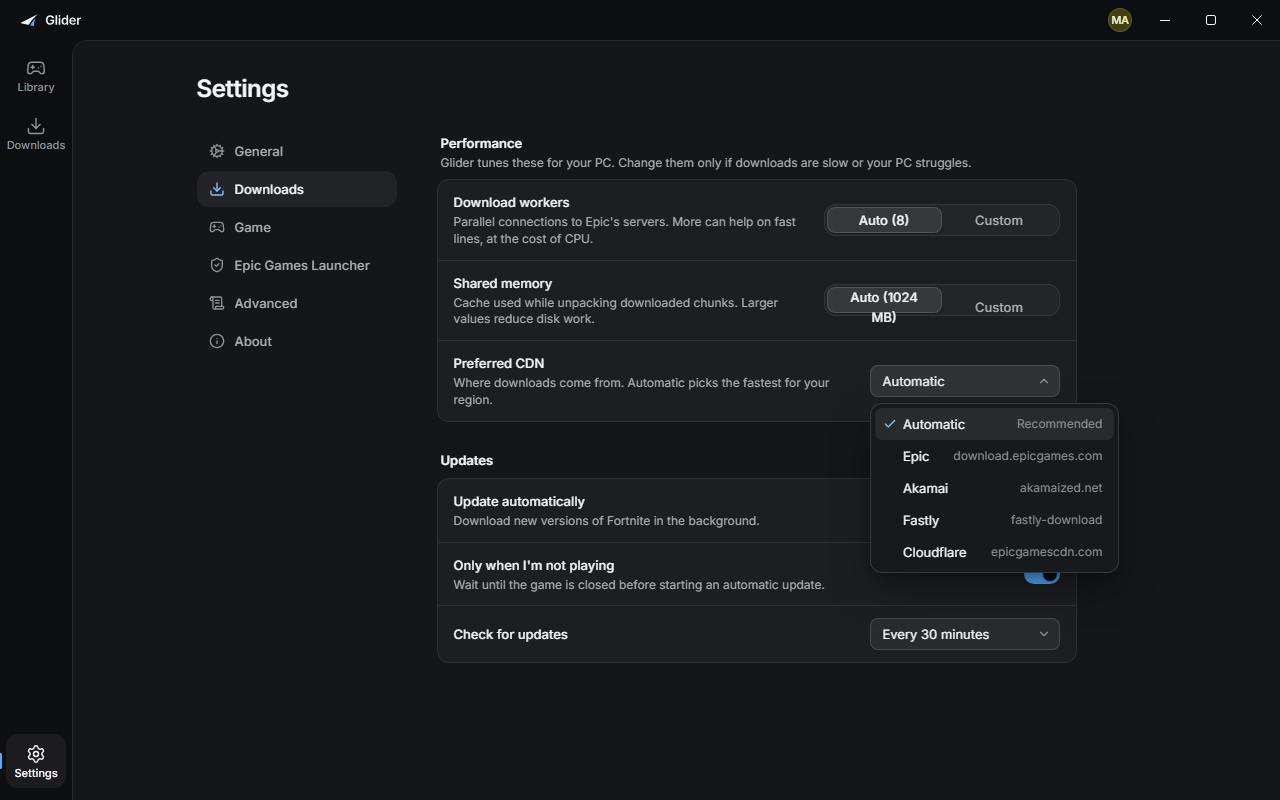 Glider
MA
Library
Downloads
Settings
Settings
General
Downloads
Game
Epic Games Launcher
Advanced
About
Performance
Glider tunes these for your PC. Change them only if downloads are slow or your PC struggles.
Download workers
Parallel connections to Epic's servers. More can help on fast
lines, at the cost of CPU.
Auto (8)
Custom
Shared memory
Cache used while unpacking downloaded chunks. Larger
values reduce disk work.
Auto (1024
MB)
Custom
Preferred CDN
Where downloads come from. Automatic picks the fastest for your
region.
Automatic
Automatic Recommended
Epic download.epicgames.com
Akamai akamaized.net
Fastly fastly-download
Cloudflare epicgamescdn.com
Updates
Update automatically
Download new versions of Fortnite in the background.
Only when I'm not playing
Wait until the game is closed before starting an automatic update.
Check for updates
Every 30 minutes